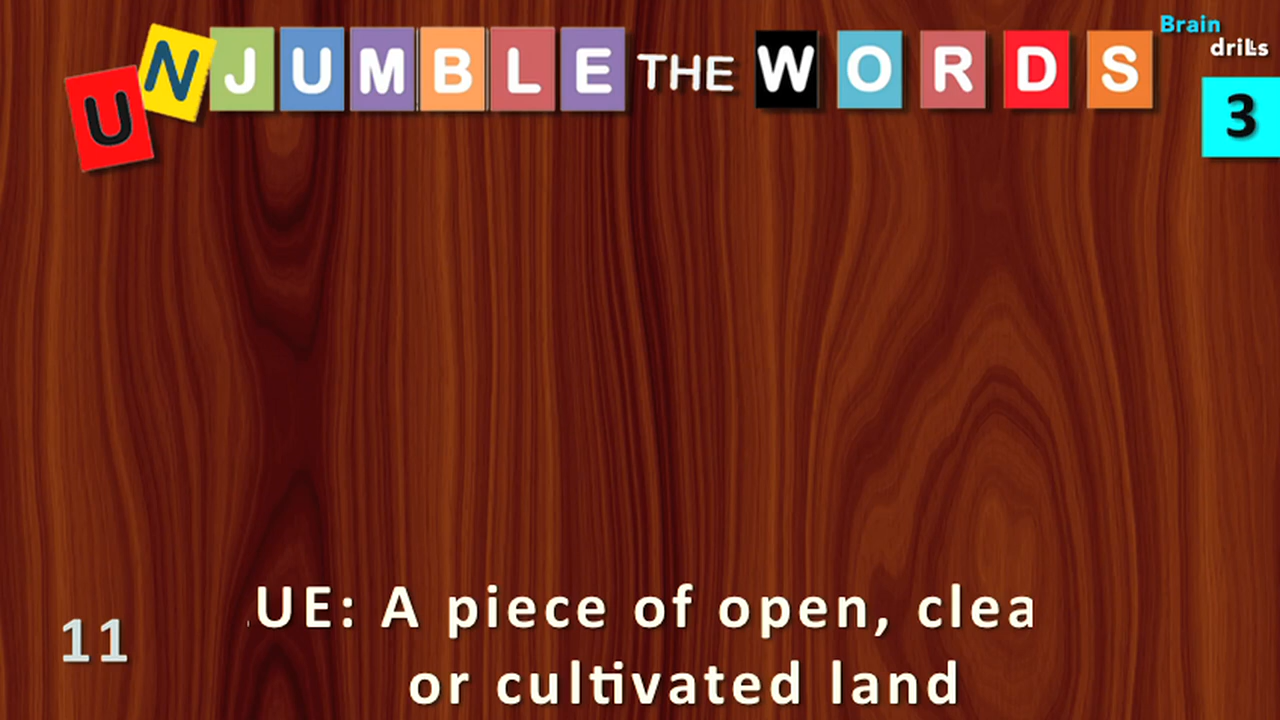 UNJUMBLE THE WORDS
Brain
drills
3
UE: A piece of open, clea
or cultivated land
11